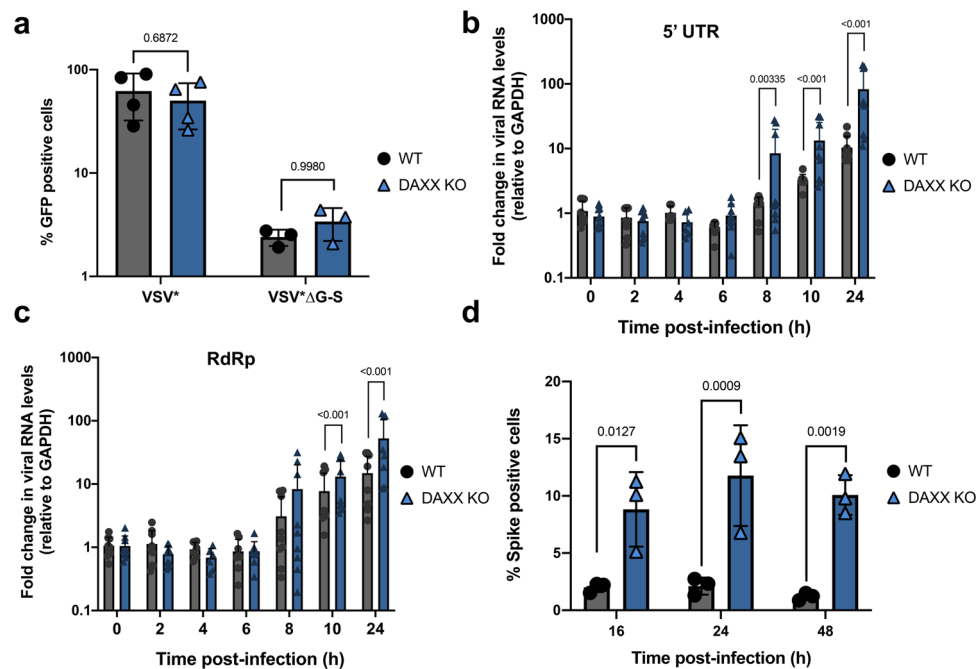 a
0.6872
0.9980
100
10
1
% GFP positive cells
VSV*
VSV*ΔG-S
WT
DAXX KO
b
5' UTR
<0.001
<0.001
0.00335
1000
100
10
1
0.1
Fold change in viral RNA levels
(relative to GAPDH)
0 2 4 6 8 10 24
Time post-infection (h)
WT
DAXX KO
c
RdRp
<0.001
<0.001
1000
100
10
1
0.1
Fold change in viral RNA levels
(relative to GAPDH)
0 2 4 6 8 10 24
Time post-infection (h)
WT
DAXX KO
d
0.0127
0.0009
0.0019
20
15
10
5
0
% Spike positive cells
16 24 48
Time post-infection (h)
WT
DAXX KO